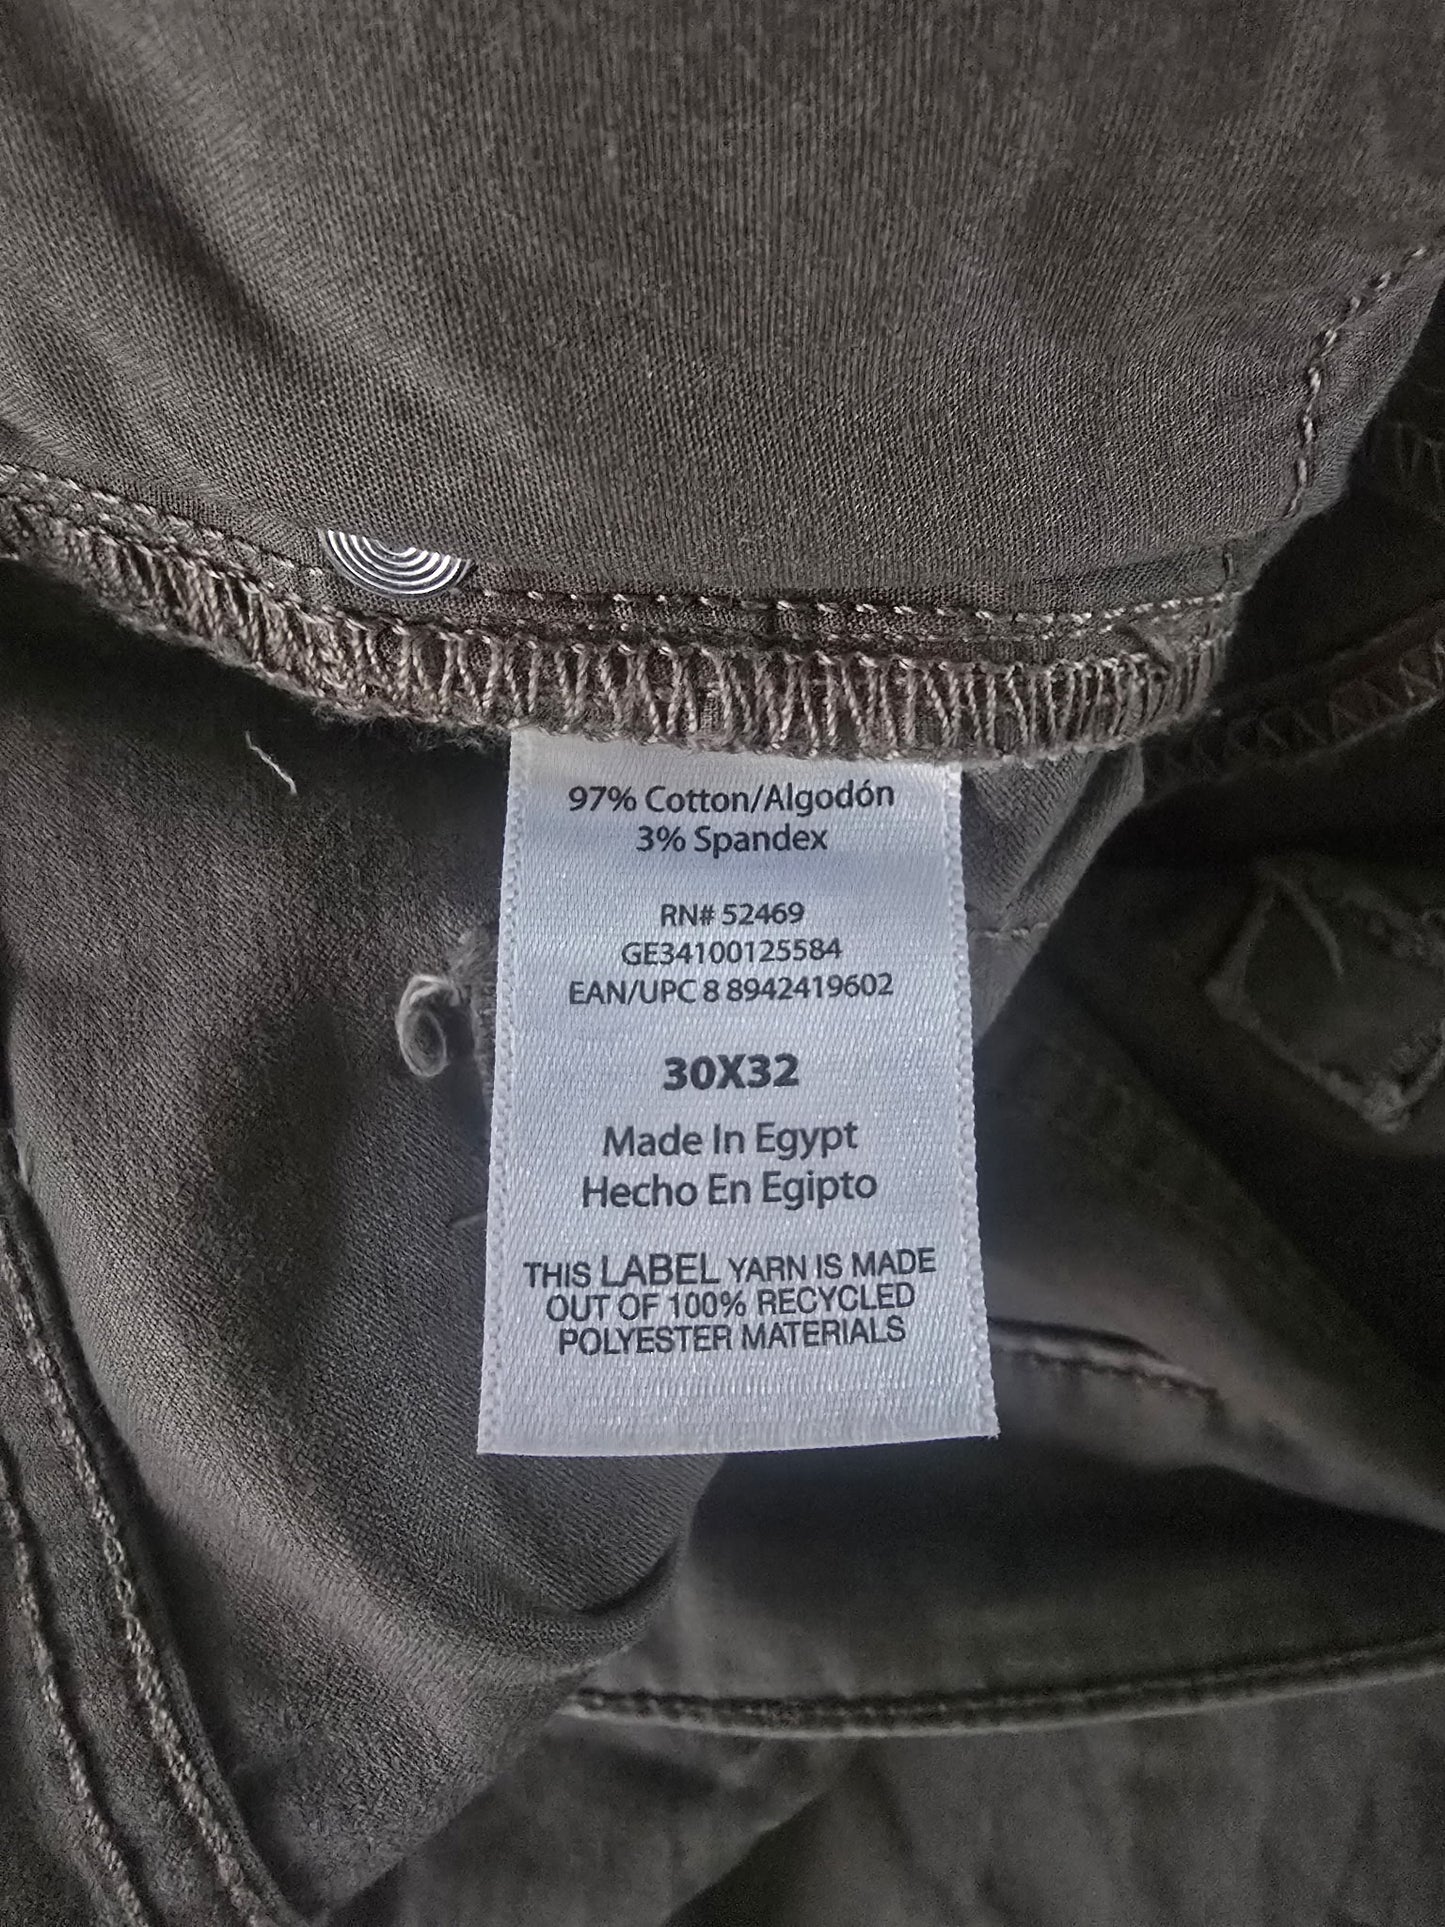 97% Cotton/Algodón
3% Spandex
RN# 52469
GE34100125584
EAN/UPC 8 8942419602
30X32
Made In Egypt
Hecho En Egipto
THIS LABEL YARN IS MADE
OUT OF 100% RECYCLED
POLYESTER MATERIALS